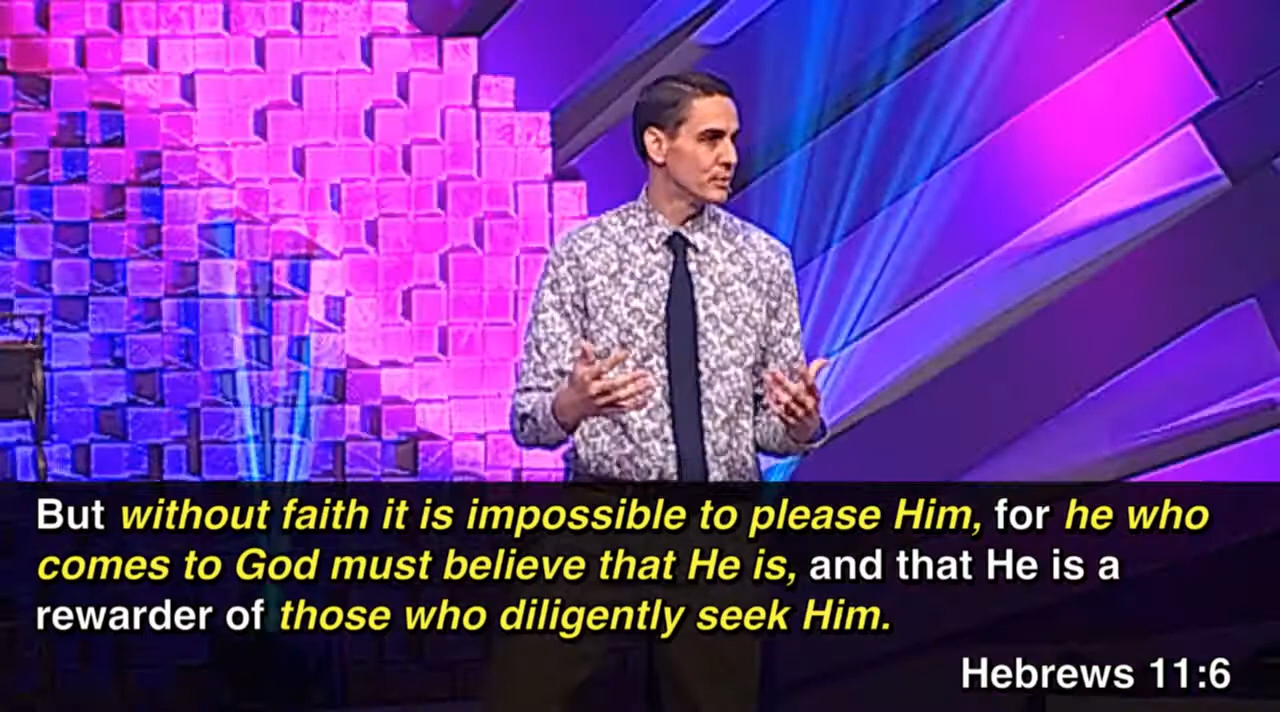 But without faith it is impossible to please Him, for he who
comes to God must believe that He is, and that He is a
rewarder of those who diligently seek Him.
Hebrews 11:6